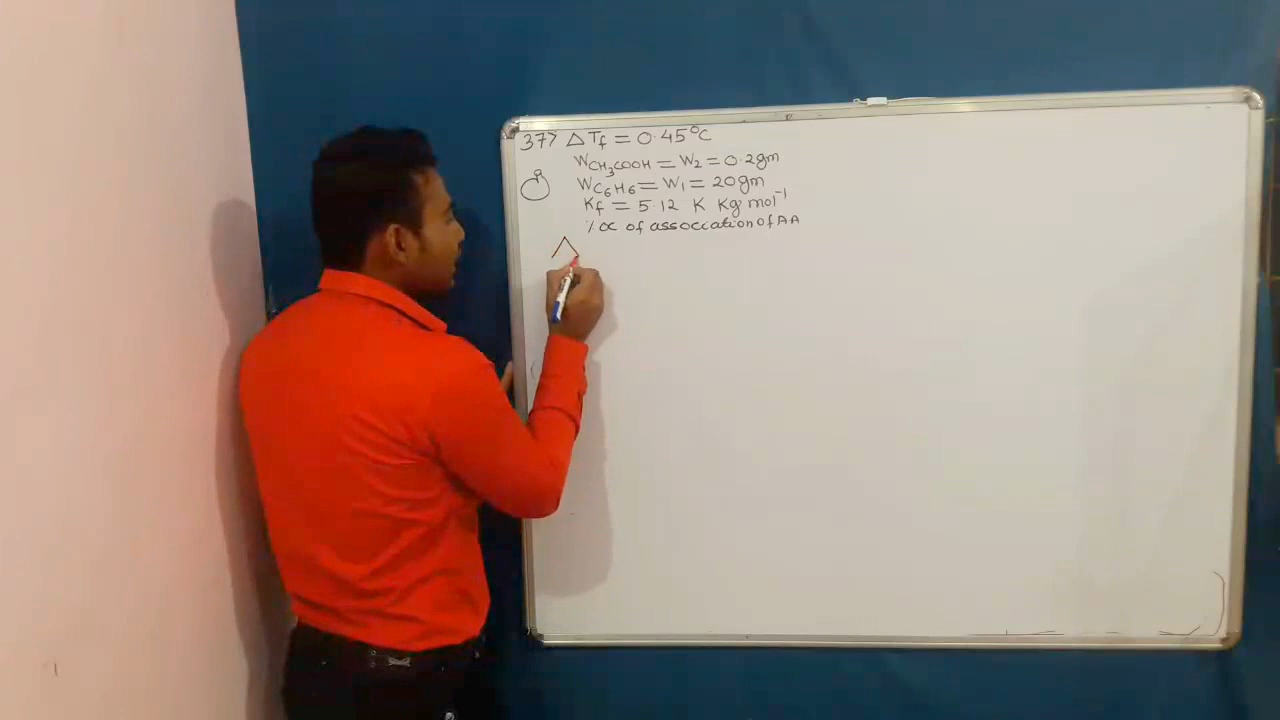 37> △Tf = 0.45°C
WCH3COOH = W2 = 0.2gm
WC6H6 = W1 = 20gm
Kf = 5.12 K Kg mol⁻¹
% α of assoccation of AA